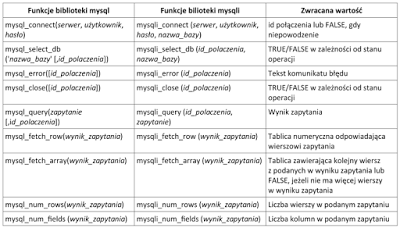 Funkcje biblioteki mysql	Funkcje bilioteki mysqli	Zwracana wartość
mysql_connect(serwer, użytkownik, hasło)	mysqli_connect (serwer, użytkownik, hasło, nazwa_bazy)	id połączenia lub FALSE, gdy niepowodzenie
mysql_select_db ('nazwa_bazy' [,id_polaczenia])	mysqli_select_db (id_polaczenia, nazwa_bazy)	TRUE/FALSE w zależności od stanu operacji
mysql_error([id_polaczenia])	mysqli_error (id_polaczenia)	Tekst komunikatu błędu
mysql_close([id_polaczenia])	mysqli_close (id_polaczenia)	TRUE/FALSE w zależności od stanu operacji
mysql_query(zapytanie [,id_polaczenia])	mysqli_query (id_polaczenia, zapytanie)	Wynik zapytania
mysql_fetch_row(wynik_zapytania)	mysqli_fetch_row (wynik_zapytania)	Tablica numeryczna odpowiadająca wierszowi zapytania
mysql_fetch_array(wynik_zapytania)	mysqli_fetch_array (wynik_zapytania)	Tablica zawierająca kolejny wiersz z podanych w wyniku zapytania lub FALSE, jeżeli nie ma więcej wierszy w wyniku zapytania
mysql_num_rows(wynik_zapytania)	mysqli_num_rows (wynik_zapytania)	Liczba wierszy w podanym zapytaniu
mysql_num_fields (wynik_zapytania)	mysqli_num_fields (wynik_zapytania)	Liczba kolumn w podanym zapytaniu